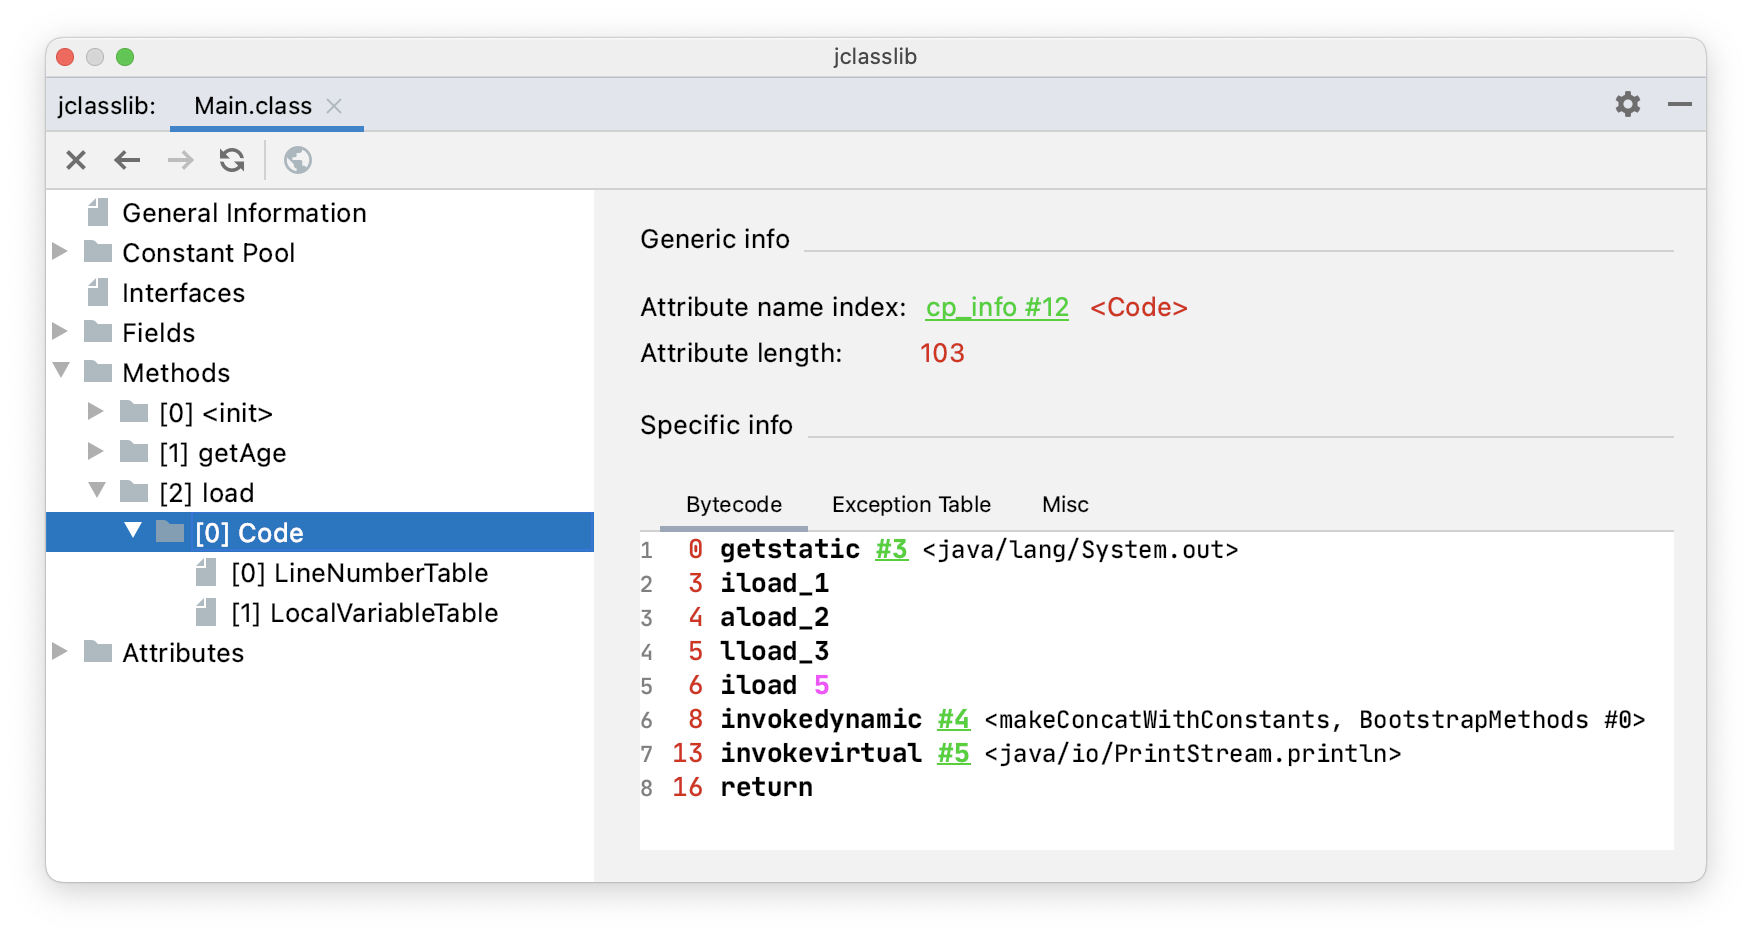 jclasslib
jclasslib: Main.class
General Information
Constant Pool
Interfaces
Fields
Methods
[0] <init>
[1] getAge
[2] load
[0] Code
[0] LineNumberTable
[1] LocalVariableTable
Attributes
Generic info
Attribute name index: cp_info #12 <Code>
Attribute length: 103
Specific info
Bytecode Exception Table Misc
1 0 getstatic #3 <java/lang/System.out>
2 3 iload_1
3 4 aload_2
4 5 lload_3
5 6 iload 5
6 8 invokedynamic #4 <makeConcatWithConstants, BootstrapMethods #0>
7 13 invokevirtual #5 <java/io/PrintStream.println>
8 16 return